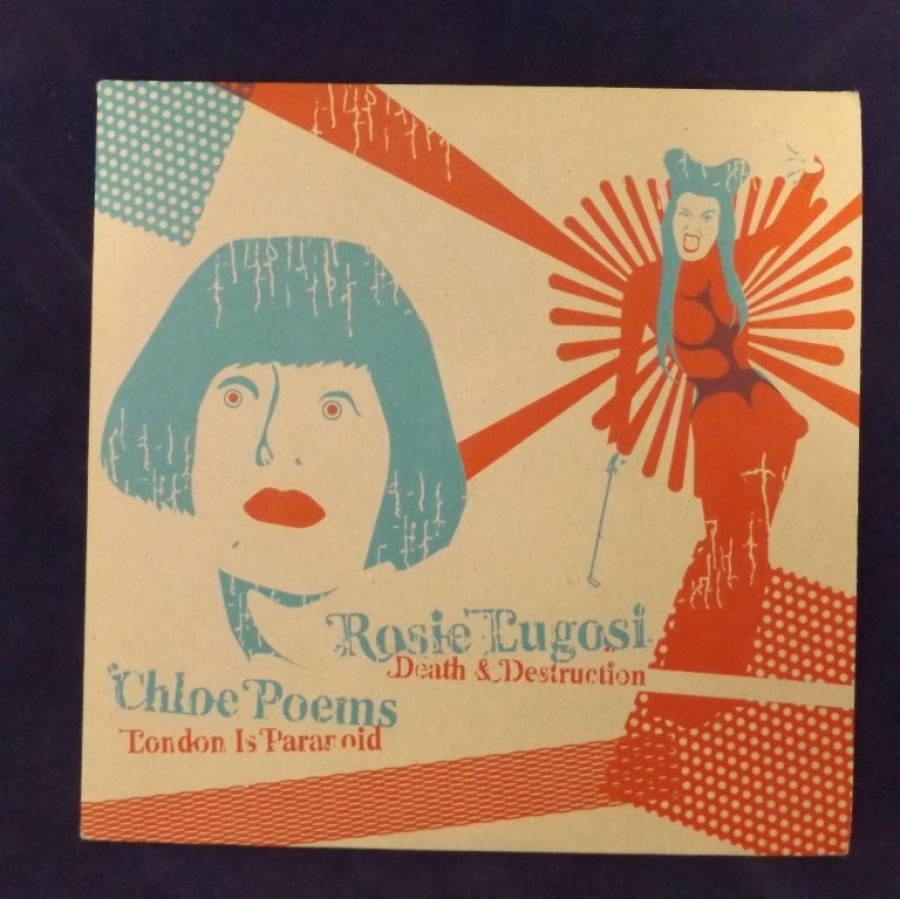 Rosie Lugosi
Death & Destruction
Chloe Poems
London Is Paranoid